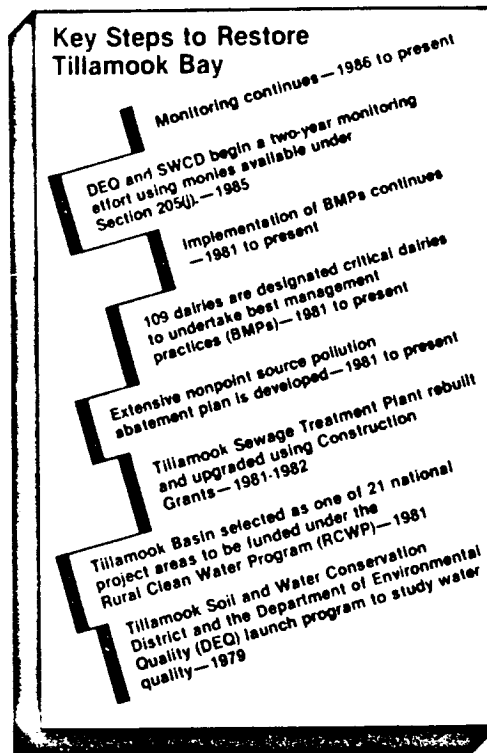 Key Steps to Restore
Tillamook Bay
Monitoring continues—1986 to present
DEQ and SWCD begin a two-year monitoring
effort using monies available under
Section 205(j).—1985
Implementation of BMPs continues
—1981 to present
109 dairies are designated critical dairies
to undertake best management
practices (BMPs)—1981 to present
Extensive nonpoint source pollution
abatement plan is developed—1981 to present
Tillamook Sewage Treatment Plant rebuilt
and upgraded using Construction
Grants—1981-1982
Tillamook Basin selected as one of 21 national
project areas to be funded under the
Rural Clean Water Program (RCWP)—1981
Tillamook Soil and Water Conservation
District and the Department of Environmental
Quality (DEQ) launch program to study water
quality—1979